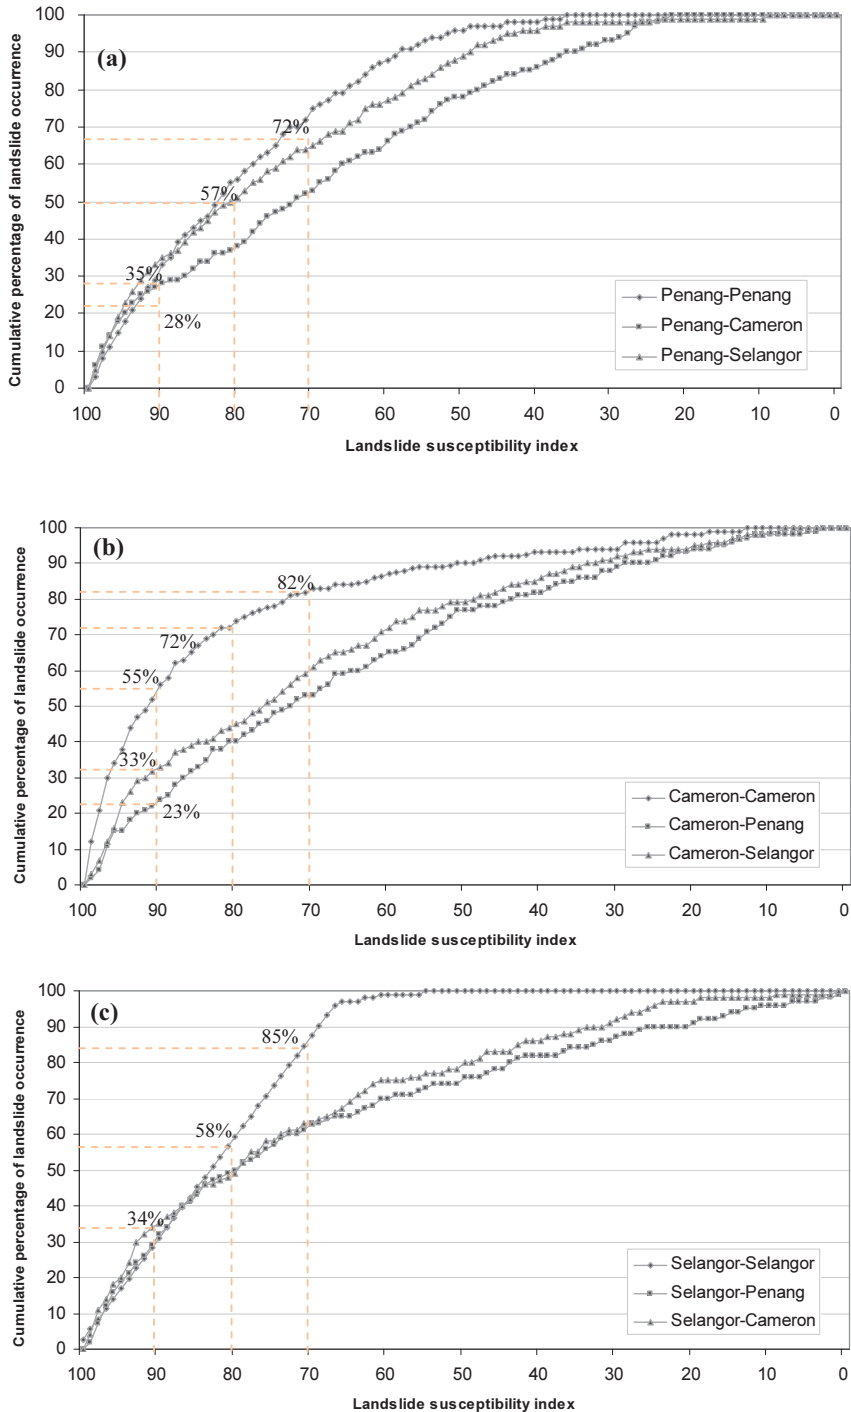 (a)
Cumulative percentage of landslide occurrence
100
90
80
70
60
50
40
30
20
10
0
72%
57%
35%
28%
Penang-Penang
Penang-Cameron
Penang-Selangor
100 90 80 70 60 50 40 30 20 10 0
Landslide susceptibility index
(b)
Cumulative percentage of landslide occurrence
100
90
80
70
60
50
40
30
20
10
0
82%
72%
55%
33%
23%
Cameron-Cameron
Cameron-Penang
Cameron-Selangor
100 90 80 70 60 50 40 30 20 10 0
Landslide susceptibility index
(c)
Cumulative percentage of landslide occurrence
100
90
80
70
60
50
40
30
20
10
0
85%
58%
34%
Selangor-Selangor
Selangor-Penang
Selangor-Cameron
100 90 80 70 60 50 40 30 20 10 0
Landslide susceptibility index